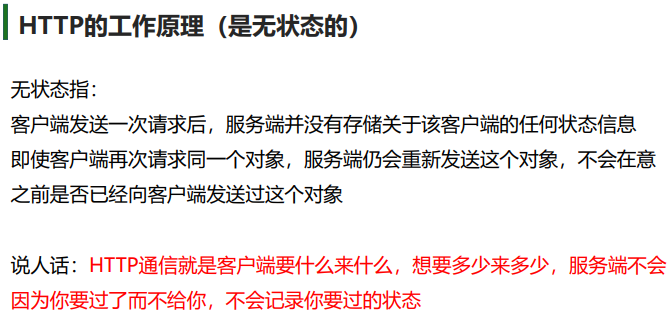 HTTP的工作原理（是无状态的）
无状态指：
客户端发送一次请求后，服务端并没有存储关于该客户端的任何状态信息
即使客户端再次请求同一个对象，服务端仍会重新发送这个对象，不会在意
之前是否已经向客户端发送过这个对象
说人话：HTTP通信就是客户端要什么来什么，想要多少来多少，服务端不会
因为你要过了而不给你，不会记录你要过的状态